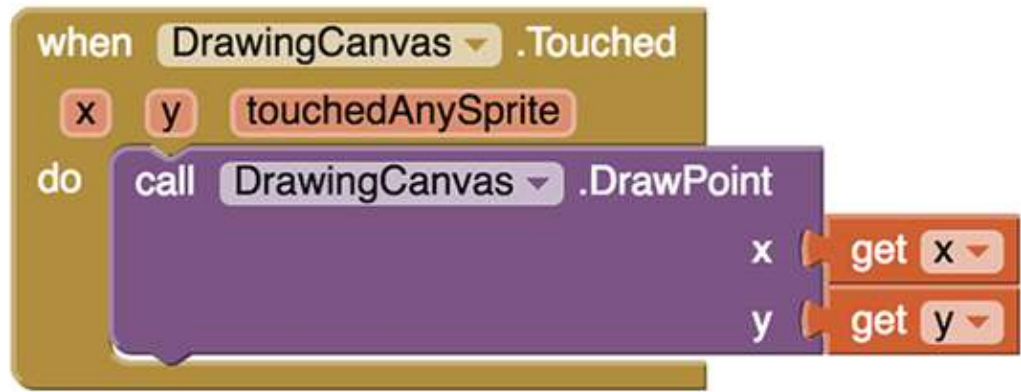 when DrawingCanvas .Touched
x y touchedAnySprite
do call DrawingCanvas .DrawPoint
x get x
y get y